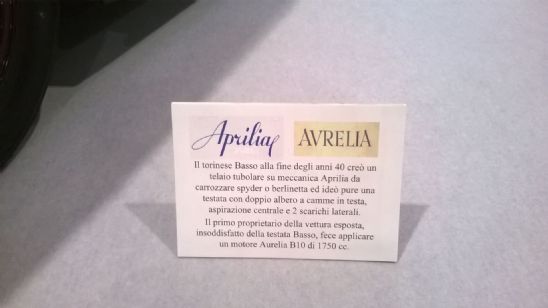 Aprilia AVRELIA
Il torinese Basso alla fine degli anni 40 creò un
telaio tubolare su meccanica Aprilia da
carrozzare spyder o berlinetta ed ideò pure una
testata con doppio albero a camme in testa,
aspirazione centrale e 2 scarichi laterali.
Il primo proprietario della vettura esposta,
insoddisfatto della testata Basso, fece applicare
un motore Aurelia B10 di 1750 cc.